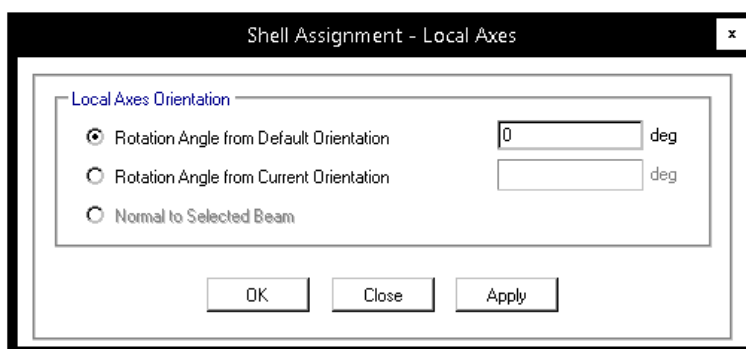 Shell Assignment - Local Axes
x
Local Axes Orientation
Rotation Angle from Default Orientation 0 deg
Rotation Angle from Current Orientation deg
Normal to Selected Beam
OK Close Apply